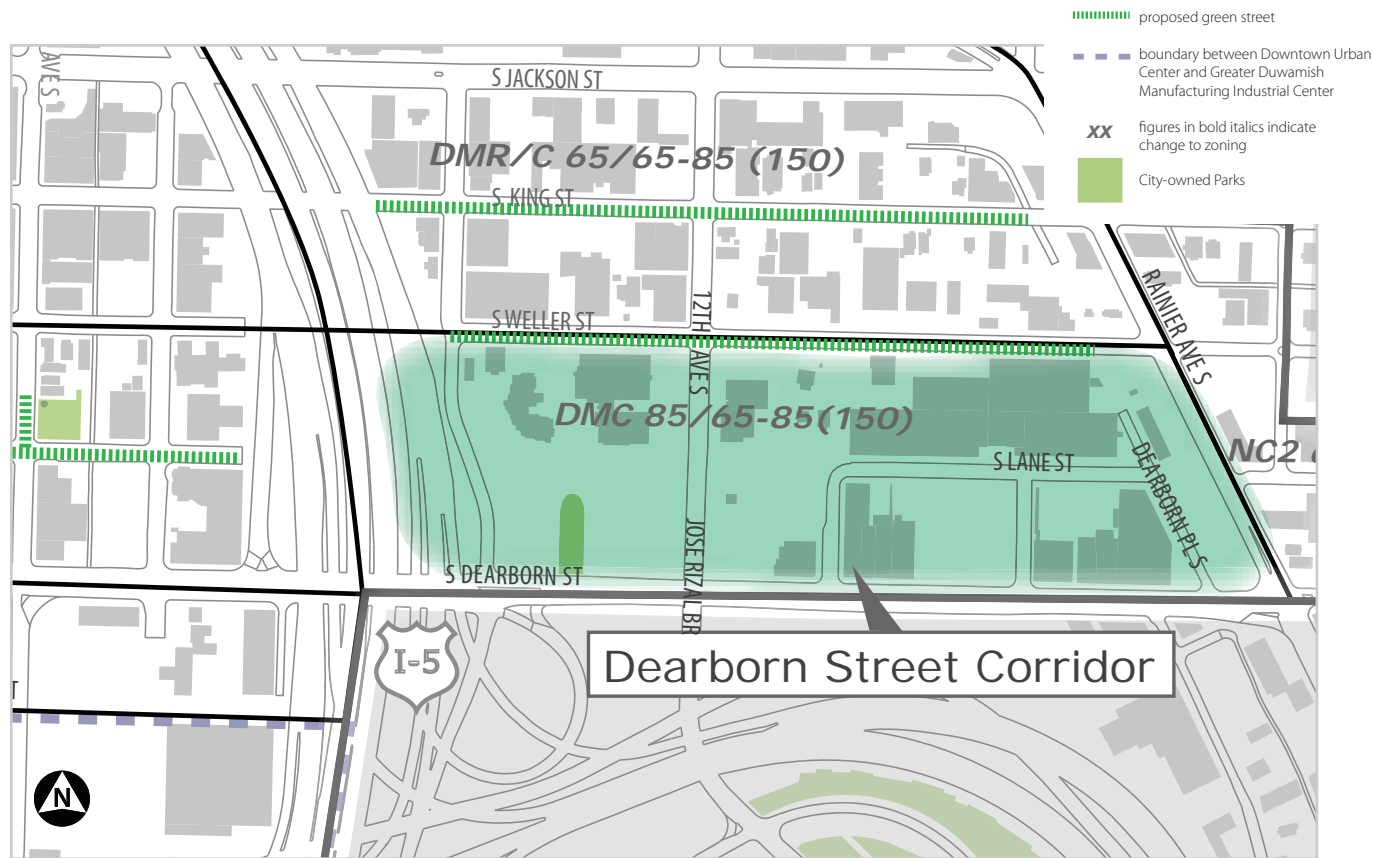 proposed green street
boundary between Downtown Urban
Center and Greater Duwamish
Manufacturing Industrial Center
xx
figures in bold italics indicate
change to zoning
City-owned Parks
AVE S
S JACKSON ST
DMR/C 65/65-85 (150)
S KING ST
S WELLER ST
12TH AVE S
RAINIER AVE S
DMC 85/65-85(150)
NC2
S LANE ST
DEARBORN PL S
JOSE RIZAL BR
S DEARBORN ST
I-5
Dearborn Street Corridor
T
N